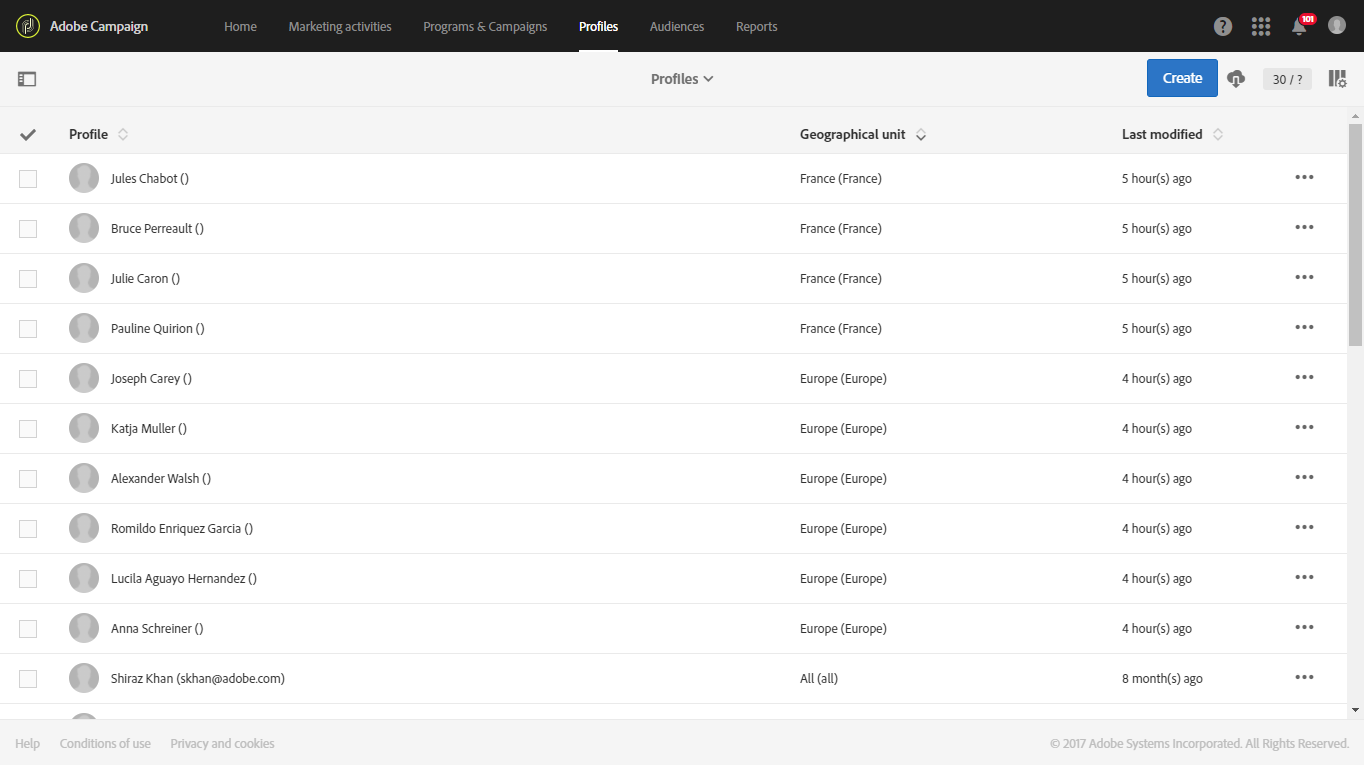 Adobe Campaign Home Marketing activities Programs & Campaigns Profiles Audiences Reports ? 101
Profiles Create 30 / ?
Profile Geographical unit Last modified
Jules Chabot () France (France) 5 hour(s) ago
Bruce Perreault () France (France) 5 hour(s) ago
Julie Caron () France (France) 5 hour(s) ago
Pauline Quirion () France (France) 5 hour(s) ago
Joseph Carey () Europe (Europe) 4 hour(s) ago
Katja Muller () Europe (Europe) 4 hour(s) ago
Alexander Walsh () Europe (Europe) 4 hour(s) ago
Romildo Enriquez Garcia () Europe (Europe) 4 hour(s) ago
Lucila Aguayo Hernandez () Europe (Europe) 4 hour(s) ago
Anna Schreiner () Europe (Europe) 4 hour(s) ago
Shiraz Khan (skhan@adobe.com) All (all) 8 month(s) ago
Help Conditions of use Privacy and cookies © 2017 Adobe Systems Incorporated. All Rights Reserved.